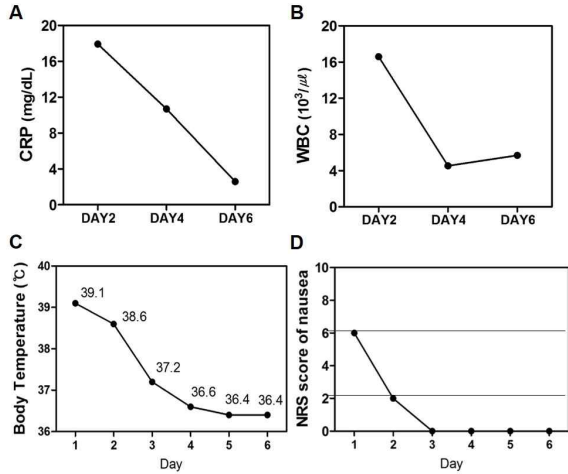 A
CRP (mg/dL)
20
16
12
8
4
0
DAY2 DAY4 DAY6
B
WBC (10³/㎕)
20
16
12
8
4
0
DAY2 DAY4 DAY6
C
Body Temperature (℃)
40
39
38
37
36
39.1
38.6
37.2
36.6
36.4
36.4
1 2 3 4 5 6
Day
D
NRS score of nausea
10
8
6
4
2
0
1 2 3 4 5 6
Day